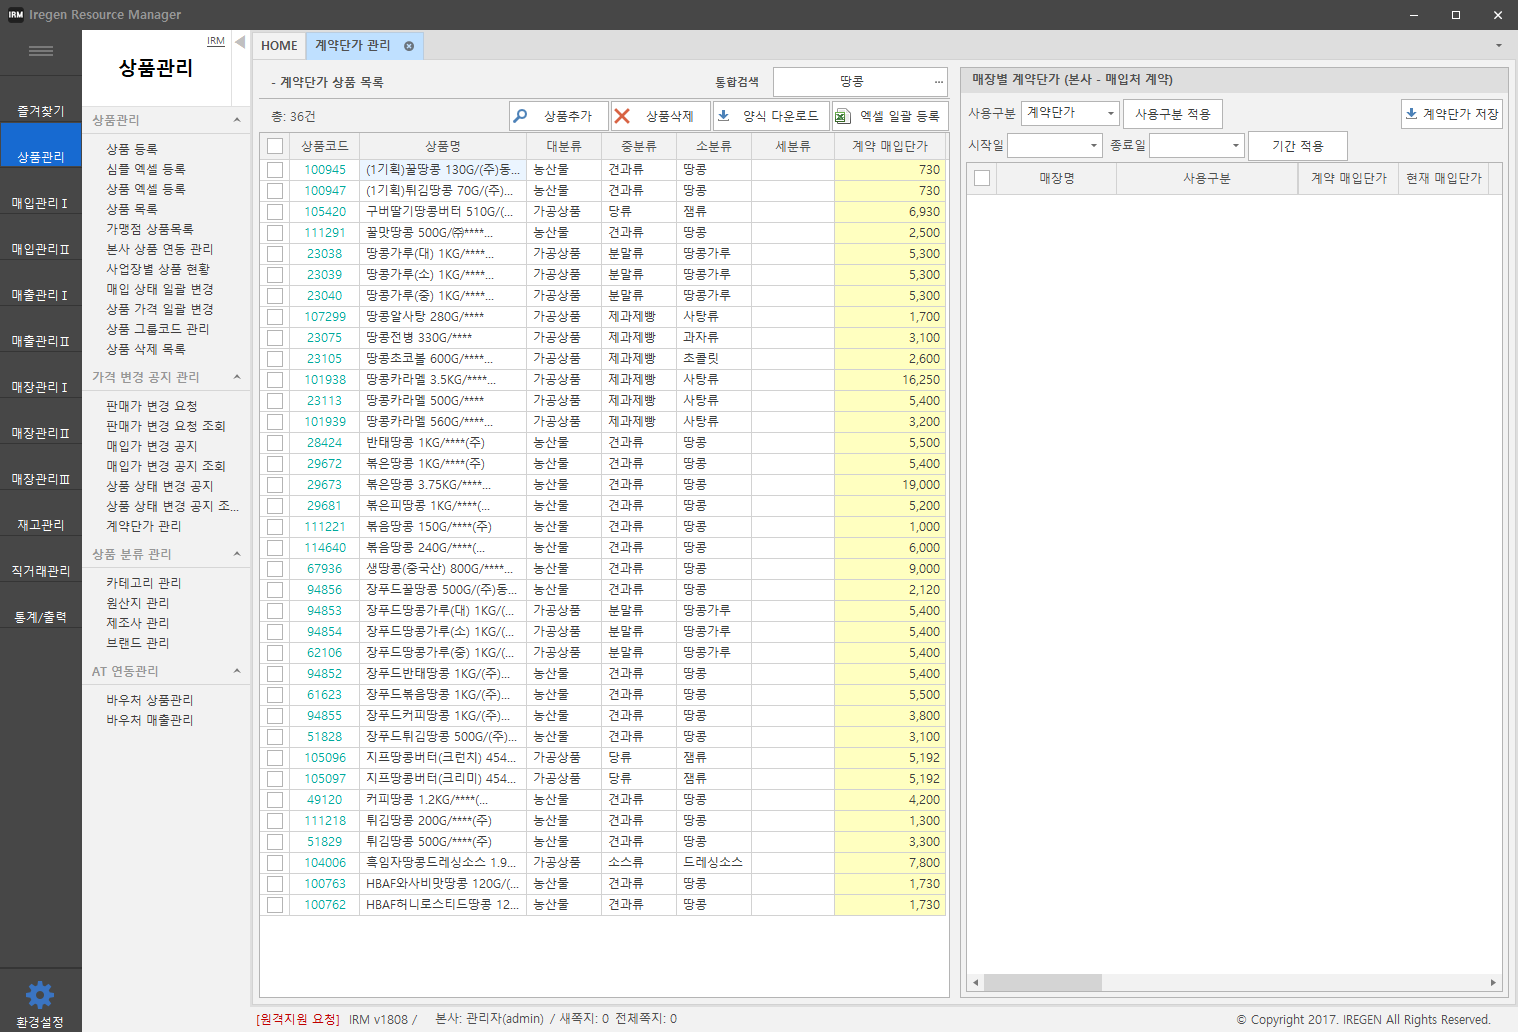 IRM Iregen Resource Manager
즐겨찾기
상품관리
매입관리 I
매입관리 II
매출관리 I
매출관리 II
매장관리 I
매장관리 II
매장관리 III
재고관리
직거래관리
통계/출력
환경설정
IRM
상품관리
상품관리
상품 등록
심플 엑셀 등록
상품 엑셀 등록
상품 목록
가맹점 상품목록
본사 상품 연동 관리
사업장별 상품 현황
매입 상태 일괄 변경
상품 가격 일괄 변경
상품 그룹코드 관리
상품 삭제 목록
가격 변경 공지 관리
판매가 변경 요청
판매가 변경 요청 조회
매입가 변경 공지
매입가 변경 공지 조회
상품 상태 변경 공지
상품 상태 변경 공지 조...
계약단가 관리
상품 분류 관리
카테고리 관리
원산지 관리
제조사 관리
브랜드 관리
AT 연동관리
바우처 상품관리
바우처 매출관리
HOME 계약단가 관리
- 계약단가 상품 목록 통합검색 땅콩 ...
총: 36건 상품추가 상품삭제 양식 다운로드 엑셀 일괄 등록
상품코드 상품명 대분류 중분류 소분류 세분류 계약 매입단가
100945 (1기획)꿀땅콩 130G/(주)동... 농산물 견과류 땅콩 730
100947 (1기획)튀김땅콩 70G/(주)... 농산물 견과류 땅콩 730
105420 구버딸기땅콩버터 510G/(... 가공상품 당류 잼류 6,930
111291 꿀맛땅콩 500G/㈜****... 농산물 견과류 땅콩 2,500
23038 땅콩가루(대) 1KG/****... 가공상품 분말류 땅콩가루 5,300
23039 땅콩가루(소) 1KG/****... 가공상품 분말류 땅콩가루 5,300
23040 땅콩가루(중) 1KG/****... 가공상품 분말류 땅콩가루 5,300
107299 땅콩알사탕 280G/**** 가공상품 제과제빵 사탕류 1,700
23075 땅콩전병 330G/**** 가공상품 제과제빵 과자류 3,100
23105 땅콩초코볼 600G/****... 가공상품 제과제빵 초콜릿 2,600
101938 땅콩카라멜 3.5KG/****... 가공상품 제과제빵 사탕류 16,250
23113 땅콩카라멜 500G/**** 가공상품 제과제빵 사탕류 5,400
101939 땅콩카라멜 560G/****... 가공상품 제과제빵 사탕류 3,200
28424 반태땅콩 1KG/****(주) 농산물 견과류 땅콩 5,500
29672 볶은땅콩 1KG/****(주) 농산물 견과류 땅콩 5,400
29673 볶은땅콩 3.75KG/****... 농산물 견과류 땅콩 19,000
29681 볶은피땅콩 1KG/****(... 농산물 견과류 땅콩 5,200
111221 볶음땅콩 150G/****(주) 농산물 견과류 땅콩 1,000
114640 볶음땅콩 240G/****(... 농산물 견과류 땅콩 6,000
67936 생땅콩(중국산) 800G/****... 농산물 견과류 땅콩 9,000
94856 장푸드꿀땅콩 500G/(주)동... 농산물 견과류 땅콩 2,120
94853 장푸드땅콩가루(대) 1KG/(... 가공상품 분말류 땅콩가루 5,400
94854 장푸드땅콩가루(소) 1KG/(... 가공상품 분말류 땅콩가루 5,400
62106 장푸드땅콩가루(중) 1KG/(... 가공상품 분말류 땅콩가루 5,400
94852 장푸드반태땅콩 1KG/(주)... 농산물 견과류 땅콩 5,400
61623 장푸드볶음땅콩 1KG/(주)... 농산물 견과류 땅콩 5,500
94855 장푸드커피땅콩 1KG/(주)... 농산물 견과류 땅콩 3,800
51828 장푸드튀김땅콩 500G/(주)... 농산물 견과류 땅콩 3,100
105096 지프땅콩버터(크런치) 454... 가공상품 당류 잼류 5,192
105097 지프땅콩버터(크리미) 454... 가공상품 당류 잼류 5,192
49120 커피땅콩 1.2KG/****(... 농산물 견과류 땅콩 4,200
111218 튀김땅콩 200G/****(주) 농산물 견과류 땅콩 1,300
51829 튀김땅콩 500G/****(주) 농산물 견과류 땅콩 3,300
104006 흑임자땅콩드레싱소스 1.9... 가공상품 소스류 드레싱소스 7,800
100763 HBAF와사비맛땅콩 120G/(... 농산물 견과류 땅콩 1,730
100762 HBAF허니로스티드땅콩 12... 농산물 견과류 땅콩 1,730
매장별 계약단가 (본사 - 매입처 계약)
사용구분 계약단가 사용구분 적용 계약단가 저장
시작일 종료일 기간 적용
매장명 사용구분 계약 매입단가 현재 매입단가
[원격지원 요청] IRM v1808 / 본사: 관리자(admin) / 새쪽지: 0 전체쪽지: 0
© Copyright 2017. IREGEN All Rights Reserved.